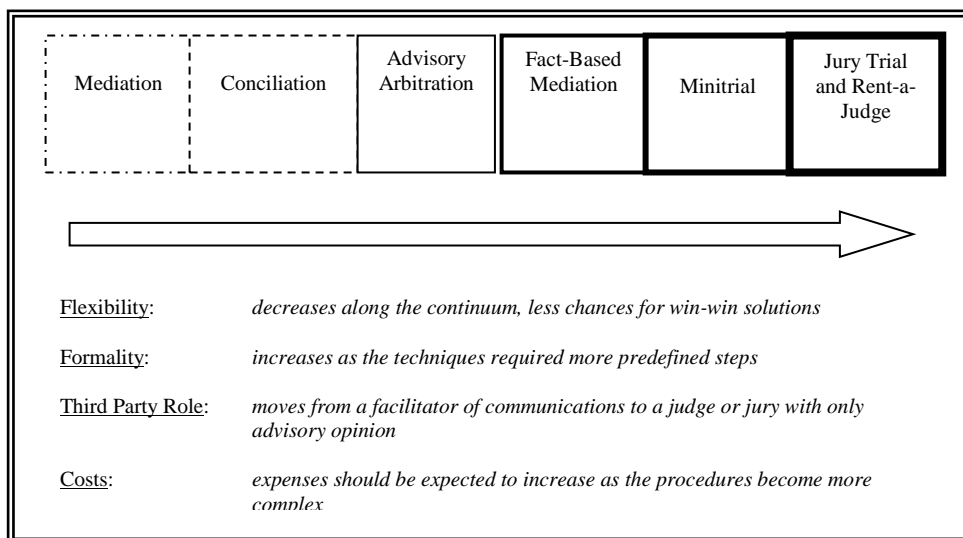 Mediation
Conciliation
Advisory
Arbitration
Fact-Based
Mediation
Minitrial
Jury Trial
and Rent-a-
Judge
Flexibility: decreases along the continuum, less chances for win-win solutions
Formality: increases as the techniques required more predefined steps
Third Party Role: moves from a facilitator of communications to a judge or jury with only
advisory opinion
Costs: expenses should be expected to increase as the procedures become more
complex